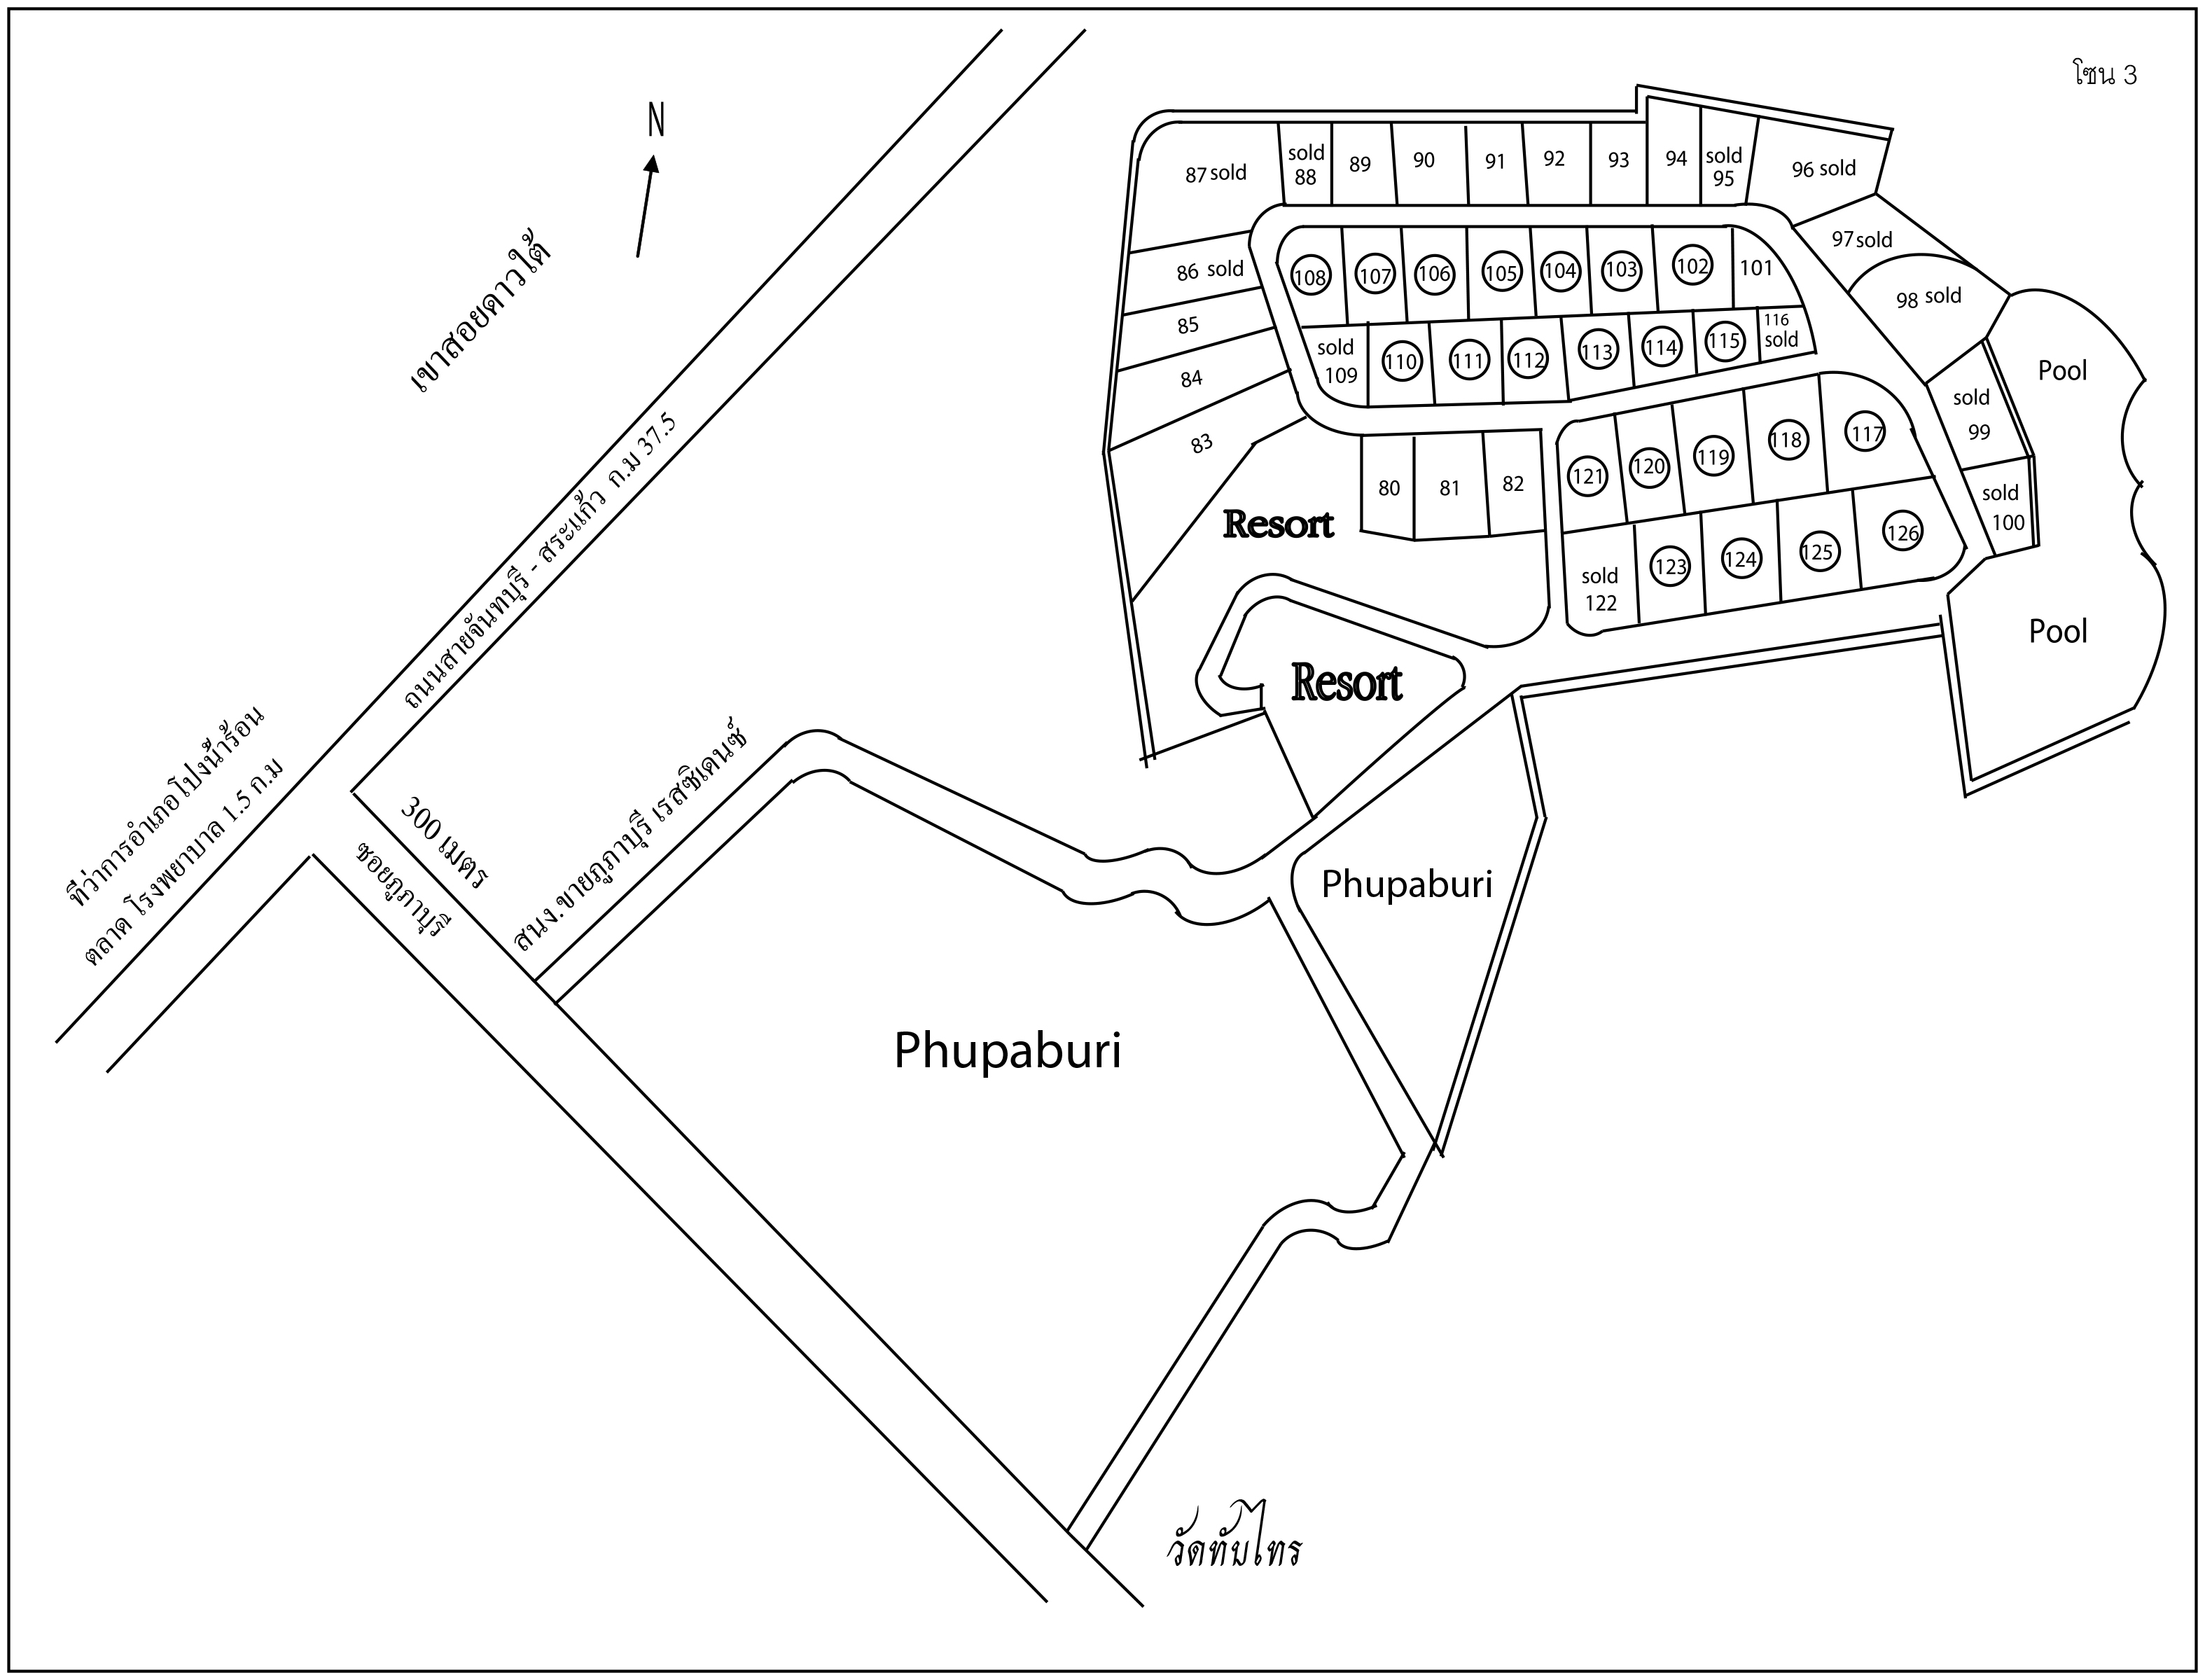 โซน 3
N
เขาสอยดาวใต้
ถนนสายจันทบุรี - สระแก้ว ก.ม 37.5
ที่ว่าการอำเภอโป่งน้ำร้อน
ตลาด โรงพยาบาล 1.5 ก.ม
300 เมตร
ซอยภูภาบุรี
สนง.ขายภูภาบุรี เรสซิเดนซ์
87 sold
sold
88
89
90
91
92
93
94
sold
95
96 sold
97 sold
98 sold
86 sold
85
84
83
108
107
106
105
104
103
102
101
sold
109
110
111
112
113
114
115
116
sold
sold
99
sold
100
80
81
82
121
120
119
118
117
sold
122
123
124
125
126
Pool
Pool
Resort
Resort
Phupaburi
Phupaburi
วัดทับไทร